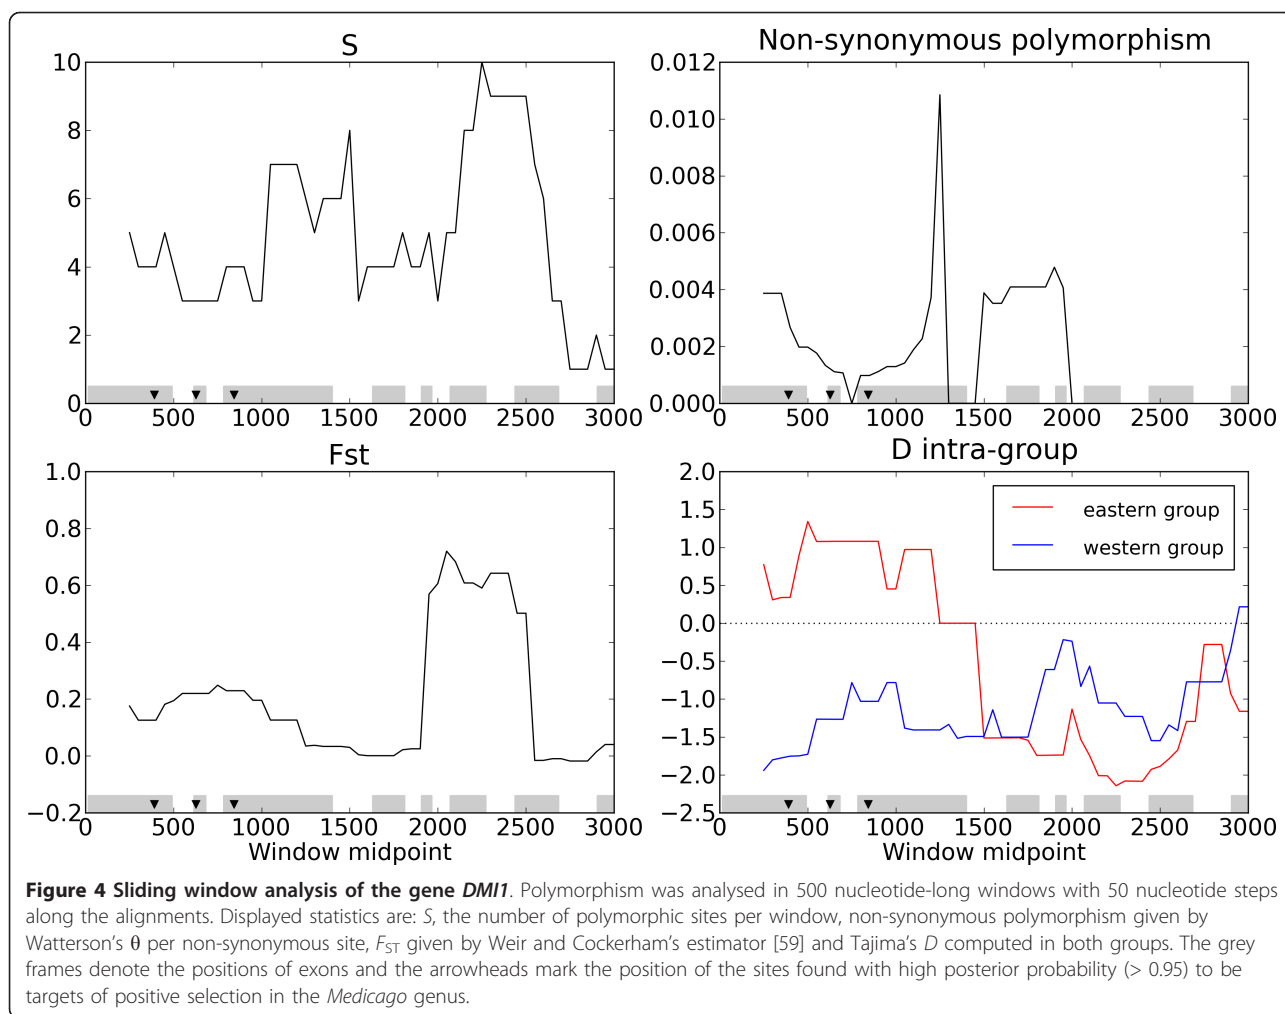 S
10
8
6
4
2
0
0 500 1000 1500 2000 2500 3000
Non-synonymous polymorphism
0.012
0.010
0.008
0.006
0.004
0.002
0.000
0 500 1000 1500 2000 2500 3000
Fst
1.0
0.8
0.6
0.4
0.2
0.0
−0.2
0 500 1000 1500 2000 2500 3000
Window midpoint
D intra-group
2.0
1.5
1.0
0.5
0.0
−0.5
−1.0
−1.5
−2.0
−2.5
eastern group
western group
0 500 1000 1500 2000 2500 3000
Window midpoint
Figure 4 Sliding window analysis of the gene DMI1. Polymorphism was analysed in 500 nucleotide-long windows with 50 nucleotide steps
along the alignments. Displayed statistics are: S, the number of polymorphic sites per window, non-synonymous polymorphism given by
Watterson's θ per non-synonymous site, FST given by Weir and Cockerham's estimator [59] and Tajima's D computed in both groups. The grey
frames denote the positions of exons and the arrowheads mark the position of the sites found with high posterior probability (> 0.95) to be
targets of positive selection in the Medicago genus.